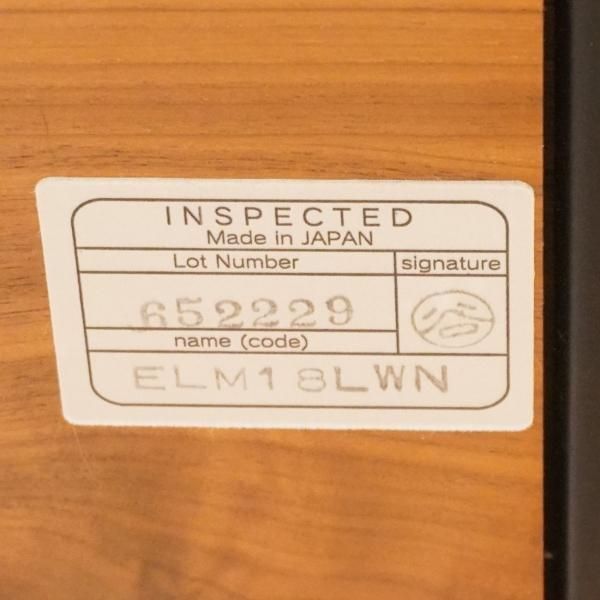 INSPECTED
Made in JAPAN
Lot Number
signature
652229
name (code)
ELM18LWN